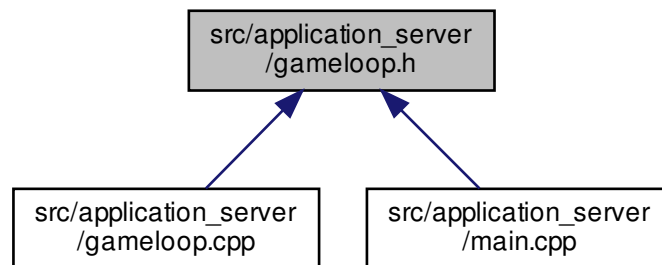 src/application_server
/gameloop.h
src/application_server
/gameloop.cpp
src/application_server
/main.cpp